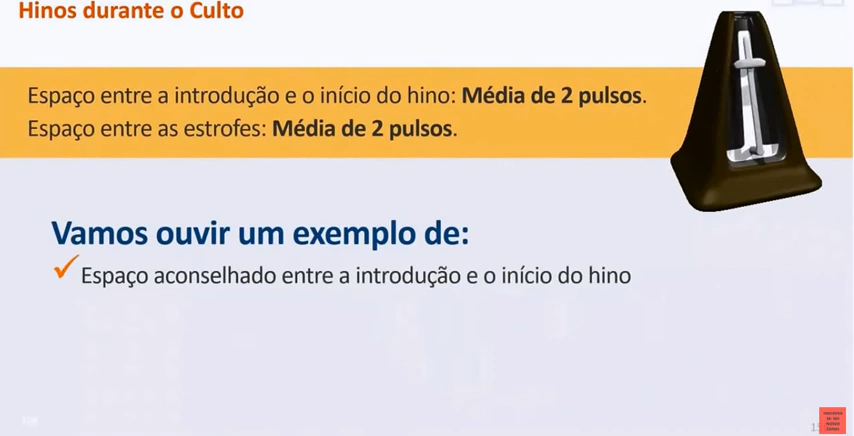 Hinos durante o Culto
Espaço entre a introdução e o início do hino: Média de 2 pulsos.
Espaço entre as estrofes: Média de 2 pulsos.
Vamos ouvir um exemplo de:
Espaço aconselhado entre a introdução e o início do hino